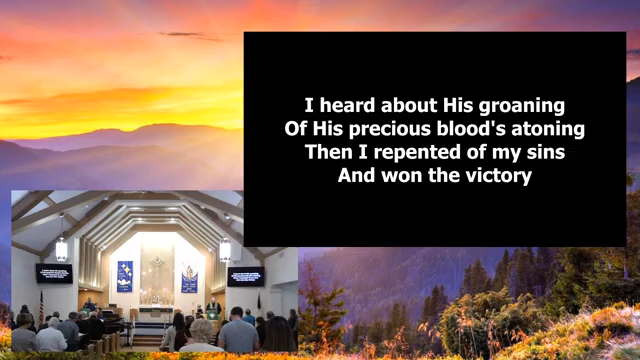 I heard about His groaning
Of His precious blood's atoning
Then I repented of my sins
And won the victory